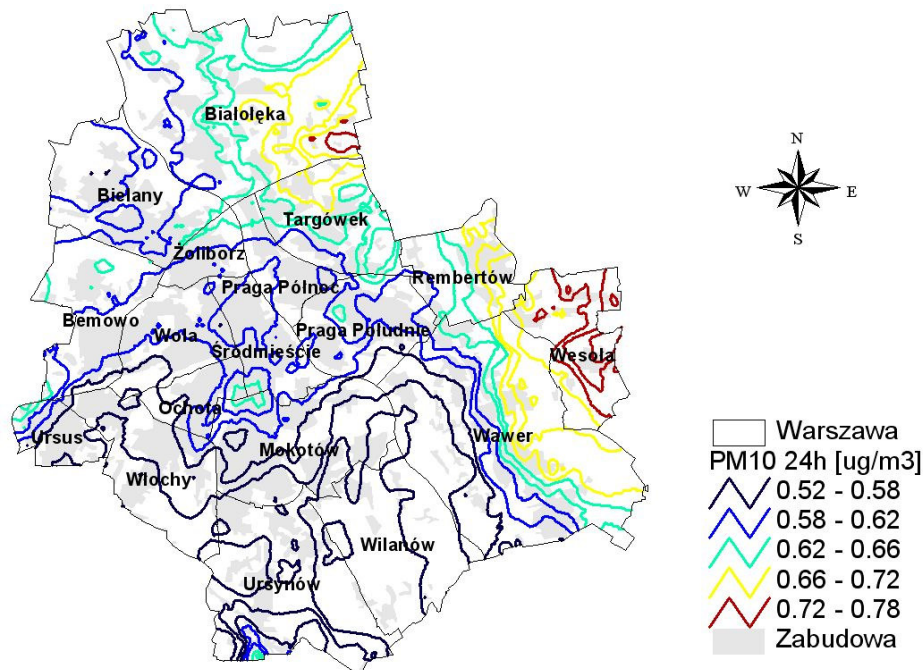 Białołęka
N
W E
S
Bielany
Targówek
Żoliborz
Rembertów
Praga Północ
Bemowo
Wola
Praga Południe
Śródmieście
Wesoła
Ochota
Ursus
Mokotów
Wawer
Włochy
Wilanów
Ursynów
Warszawa
PM10 24h [ug/m3]
0.52 - 0.58
0.58 - 0.62
0.62 - 0.66
0.66 - 0.72
0.72 - 0.78
Zabudowa